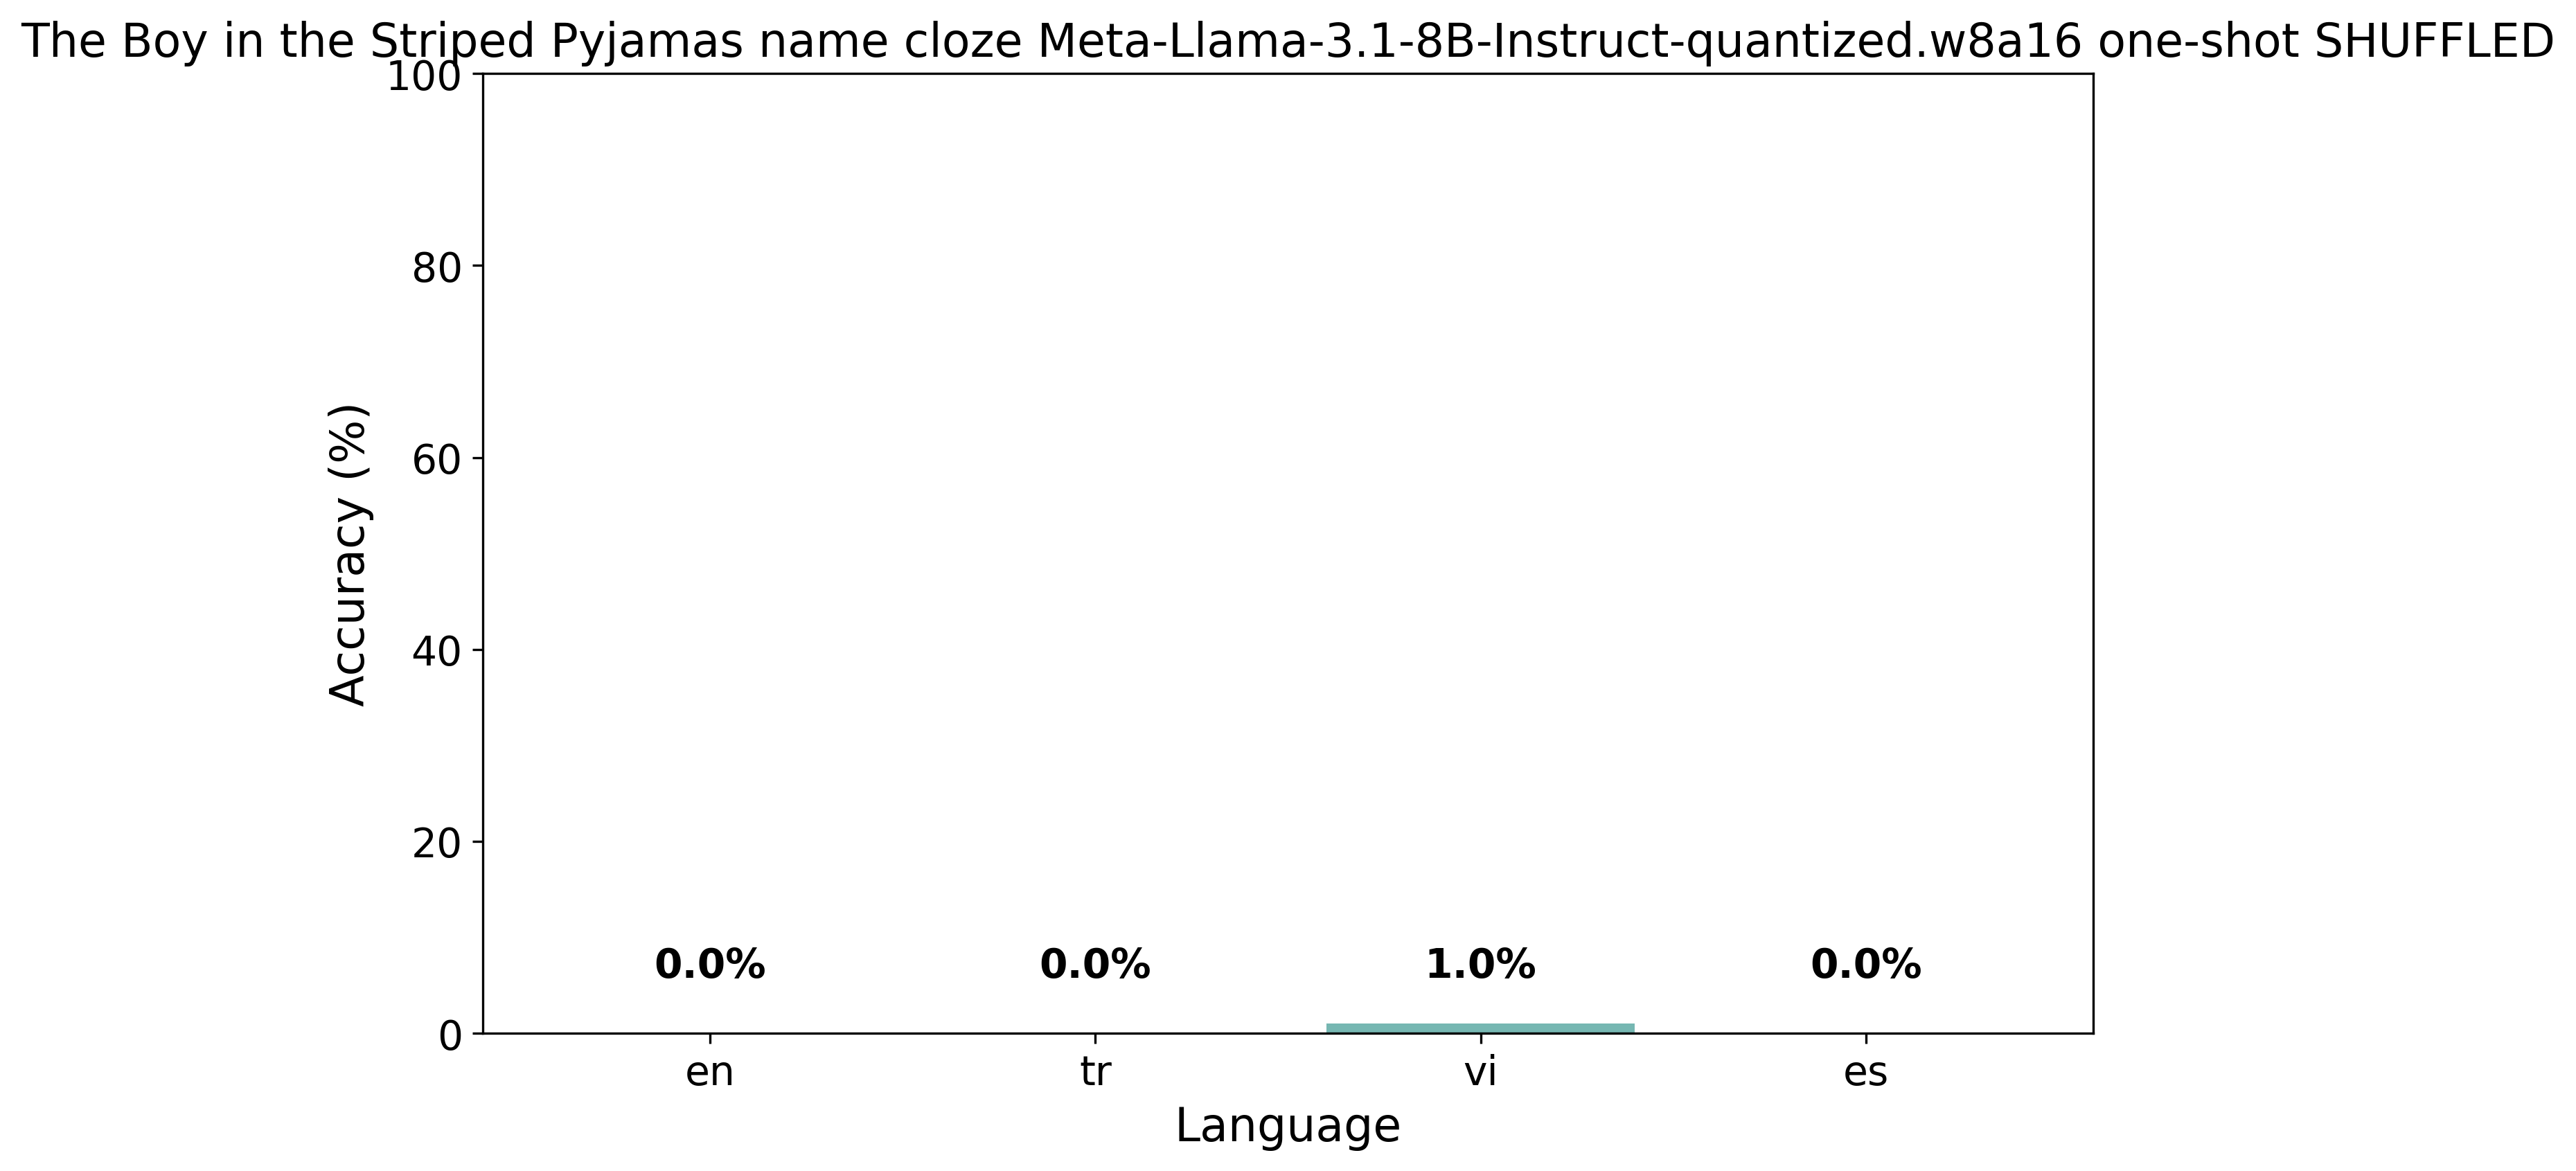 The Boy in the Striped Pyjamas name cloze Meta-Llama-3.1-8B-Instruct-quantized.w8a16 one-shot SHUFFLED
100
80
60
40
20
0
Accuracy (%)
0.0% 0.0% 1.0% 0.0%
en tr vi es
Language